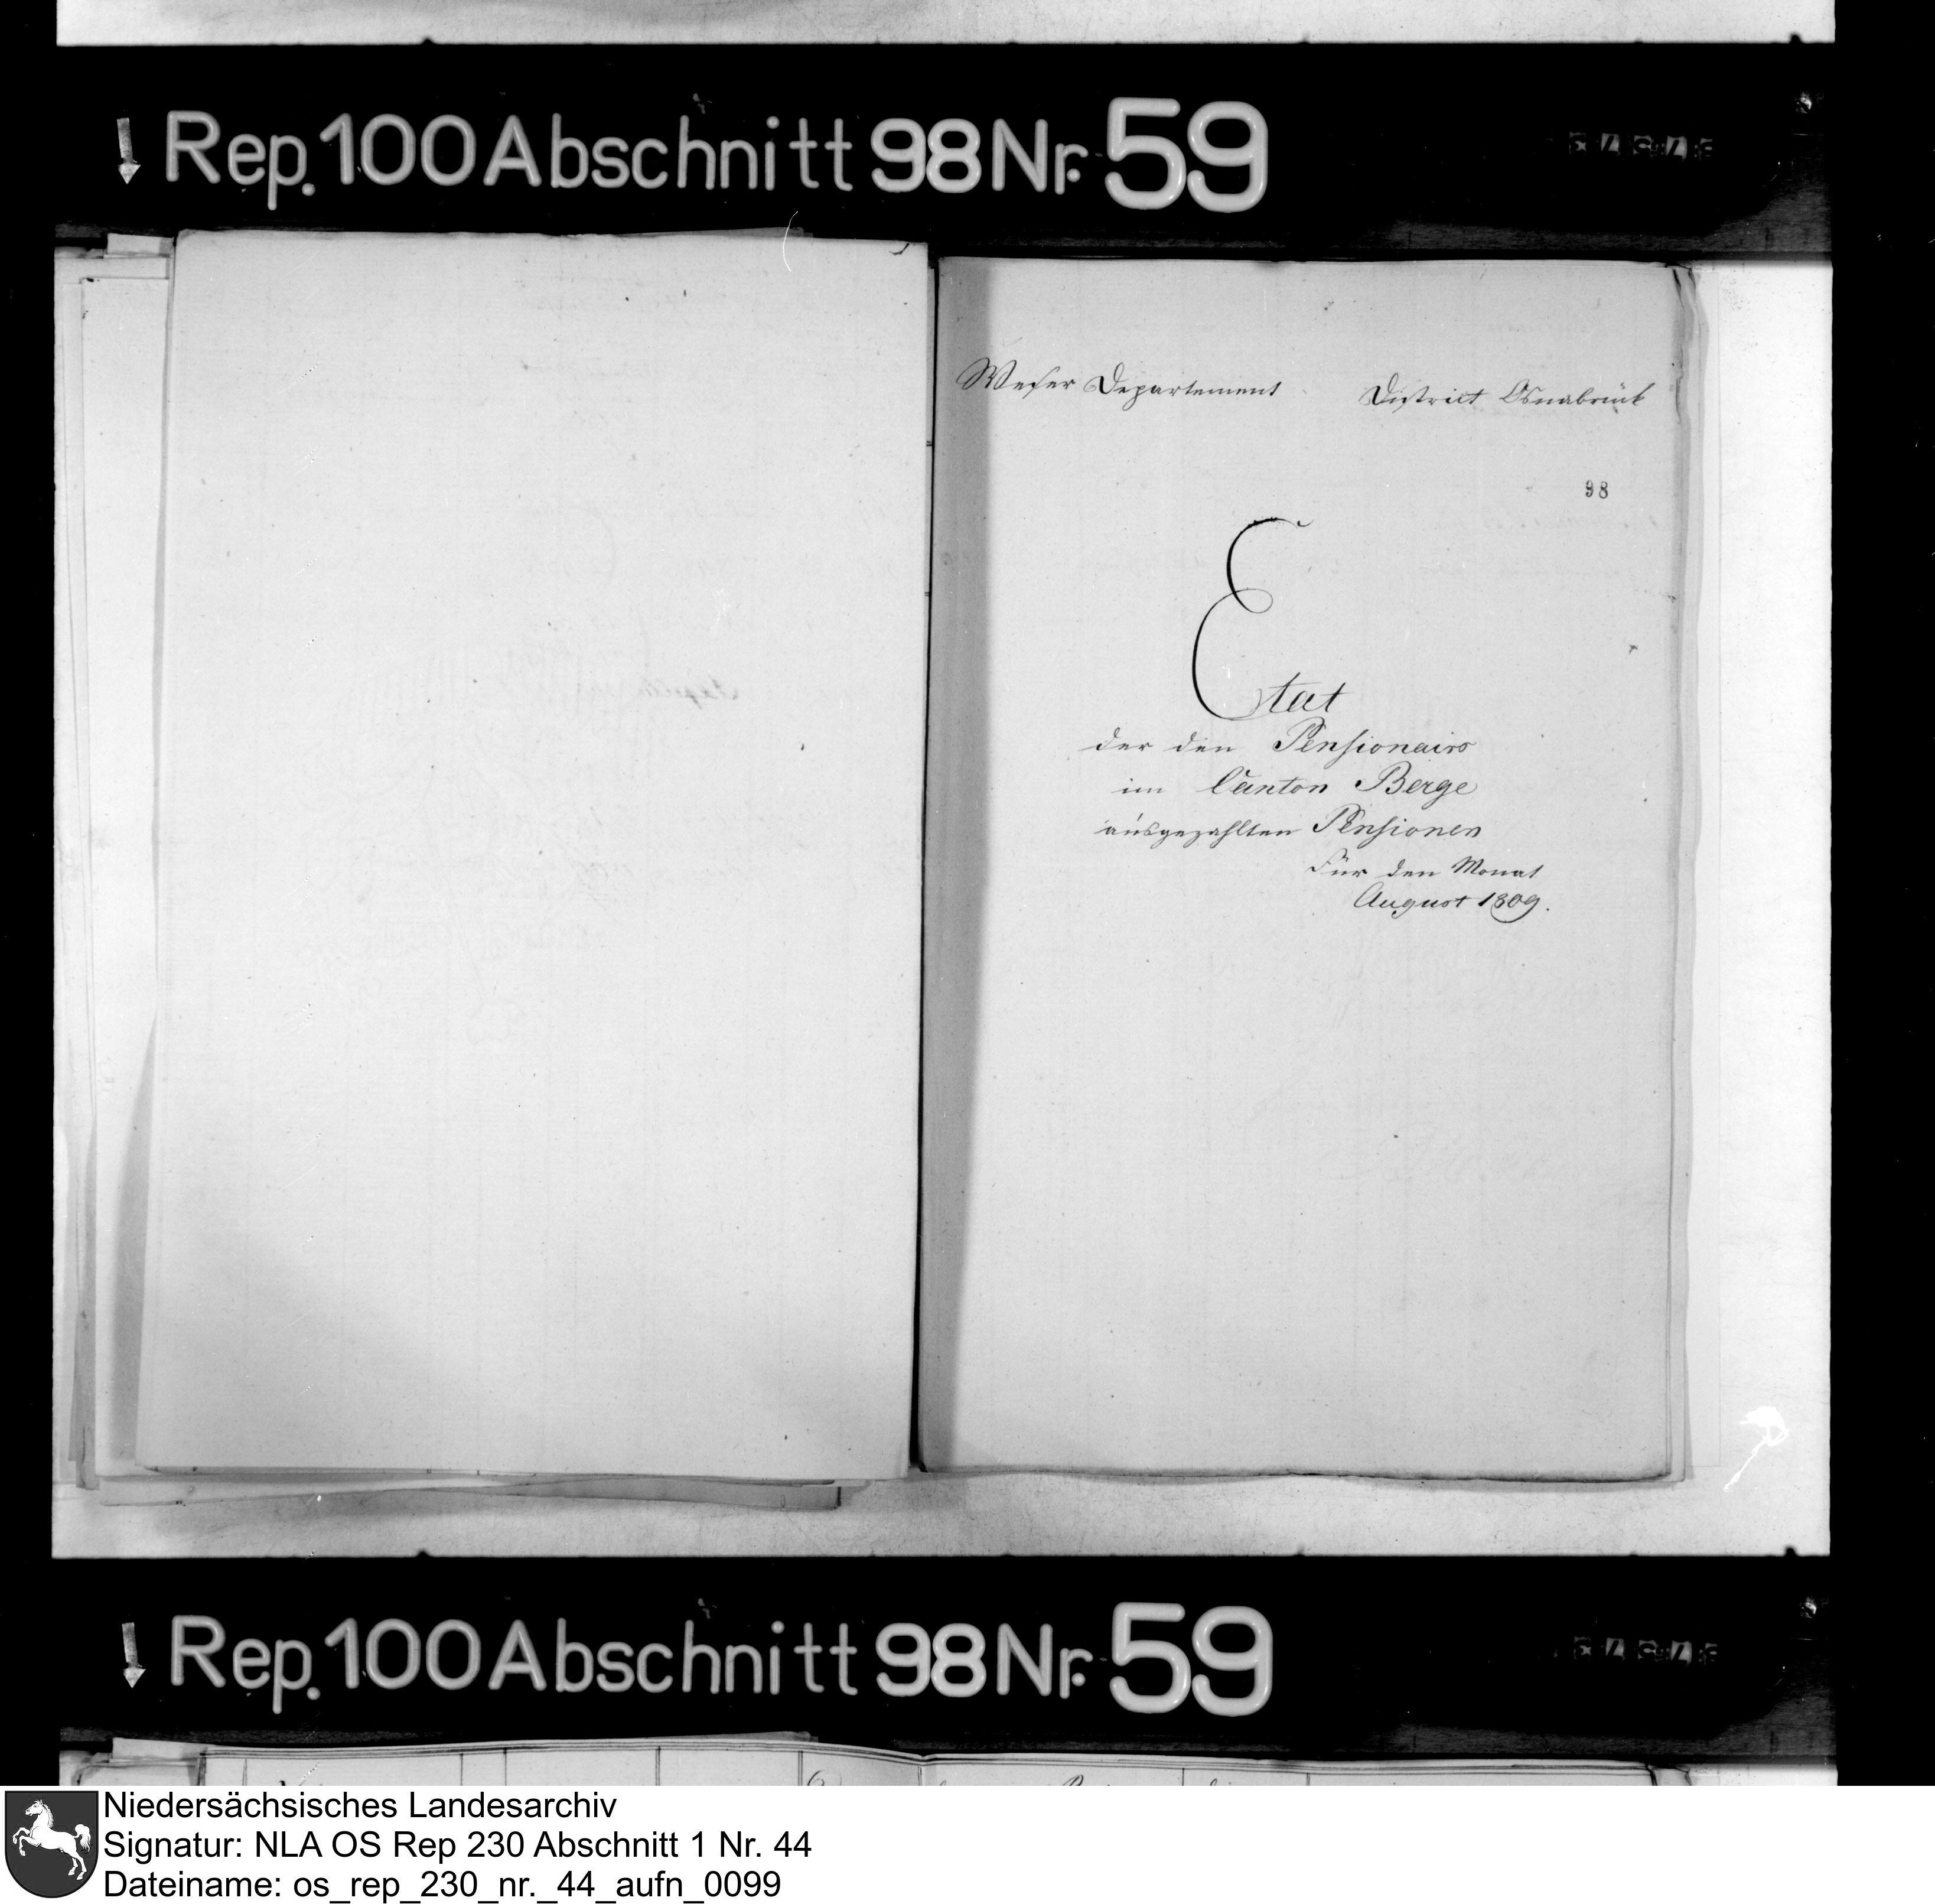 Rep. 100 Abschnitt 98 Nr. 59
Weser Departement District Osnabrück
98
Etat
der den Pensionairs
im Canton Berge
ausgezahlten Pensionen
Für den Monat
August 1809.
Rep. 100 Abschnitt 98 Nr. 59
Niedersächsisches Landesarchiv
Signatur: NLA OS Rep 230 Abschnitt 1 Nr. 44
Dateiname: os_rep_230_nr._44_aufn_0099